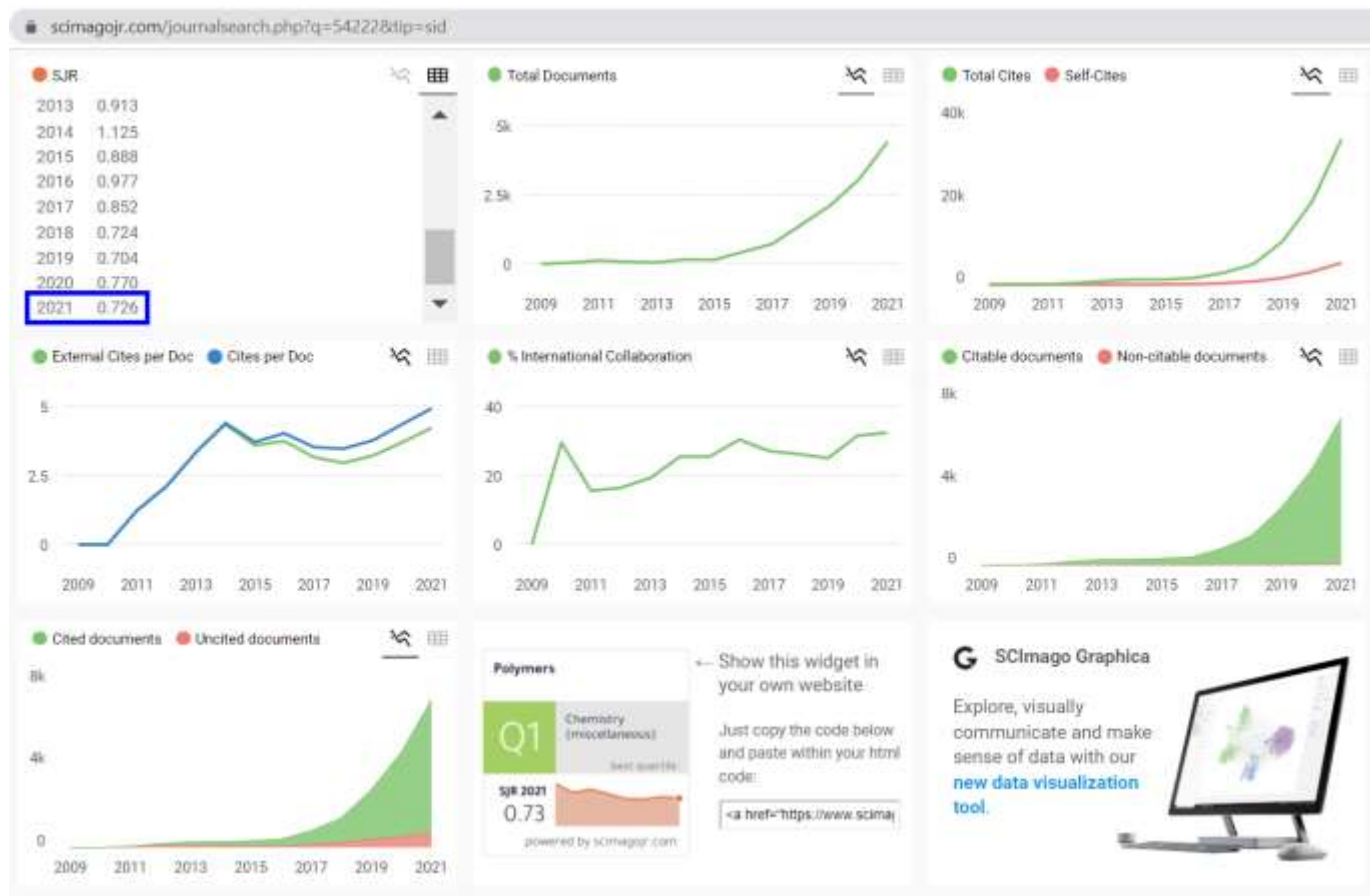 scimagojr.com/journalsearch.php?q=54222&tip=sid
SJR
2013 0.913
2014 1.125
2015 0.888
2016 0.977
2017 0.852
2018 0.724
2019 0.704
2020 0.770
2021 0.726
Total Documents
5k
2.5k
0
2009 2011 2013 2015 2017 2019 2021
Total Cites Self-Cites
40k
20k
0
2009 2011 2013 2015 2017 2019 2021
External Cites per Doc Cites per Doc
5
2.5
0
2009 2011 2013 2015 2017 2019 2021
% International Collaboration
40
20
0
2009 2011 2013 2015 2017 2019 2021
Citable documents Non-citable documents
8k
4k
0
2009 2011 2013 2015 2017 2019 2021
Cited documents Uncited documents
8k
4k
0
2009 2011 2013 2015 2017 2019 2021
Polymers
Q1
Chemistry
(miscellaneous)
best quartile
SJR 2021
0.73
powered by scimagojr.com
← Show this widget in
your own website
Just copy the code below
and paste within your html
code:
<a href="https://www.scimag
G SCImago Graphica
Explore, visually
communicate and make
sense of data with our
new data visualization
tool.